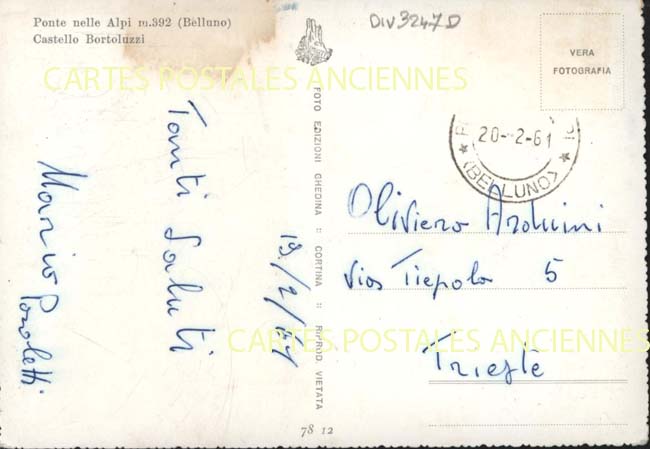 Ponte nelle Alpi m.392 (Belluno)
Castello Bortoluzzi
DIV3247D
VERA
FOTOGRAFIA
CARTES POSTALES ANCIENNES
20-2-61
(BELLUNO)
FOTO EDIZIONI GHEDINA :: CORTINA :: RIPROD. VIETATA
19/2/61
Tanti Saluti
Mario
Oliviero Arduini
Via Tiepolo 5
Trieste
CARTES POSTALES ANCIENNES
78 12